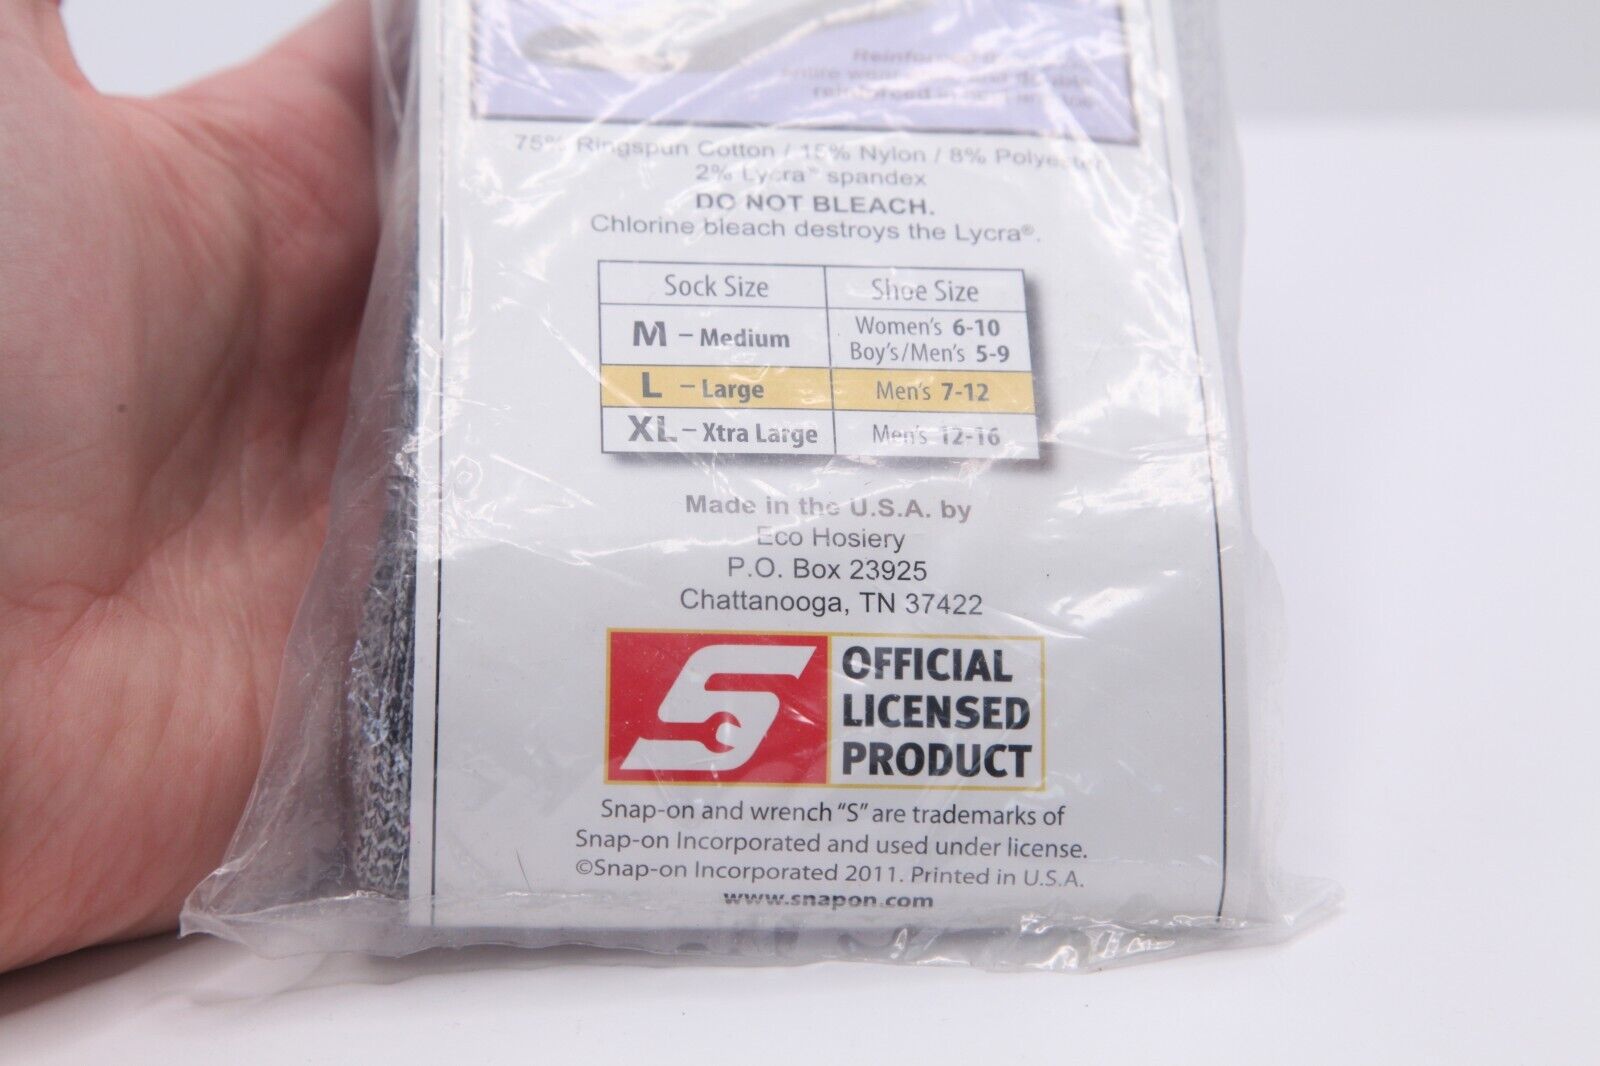 Reinforced
reinforced
75% Ringspun Cotton / 15% Nylon / 8% Polyester
2% Lycra™ spandex
DO NOT BLEACH.
Chlorine bleach destroys the Lycra®.
Sock Size Shoe Size
M – Medium Women's 6-10
Boy's/Men's 5-9
L – Large Men's 7-12
XL – Xtra Large Men's 12-16
Made in the U.S.A. by
Eco Hosiery
P.O. Box 23925
Chattanooga, TN 37422
OFFICIAL
LICENSED
PRODUCT
Snap-on and wrench "S" are trademarks of
Snap-on Incorporated and used under license.
©Snap-on Incorporated 2011. Printed in U.S.A.
www.snapon.com